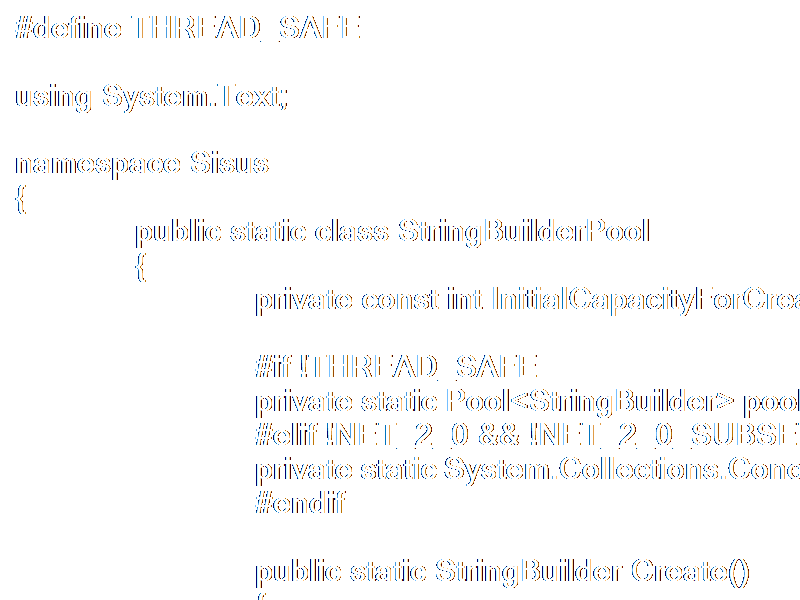 #define THREAD_SAFE
using System.Text;
namespace Sisus
{
public static class StringBuilderPool
{
private const int InitialCapacityForCrea
#if !THREAD_SAFE
private static Pool<StringBuilder> pool
#elif !NET_2_0 && !NET_2_0_SUBSE
private static System.Collections.Conc
#endif
public static StringBuilder Create()
{